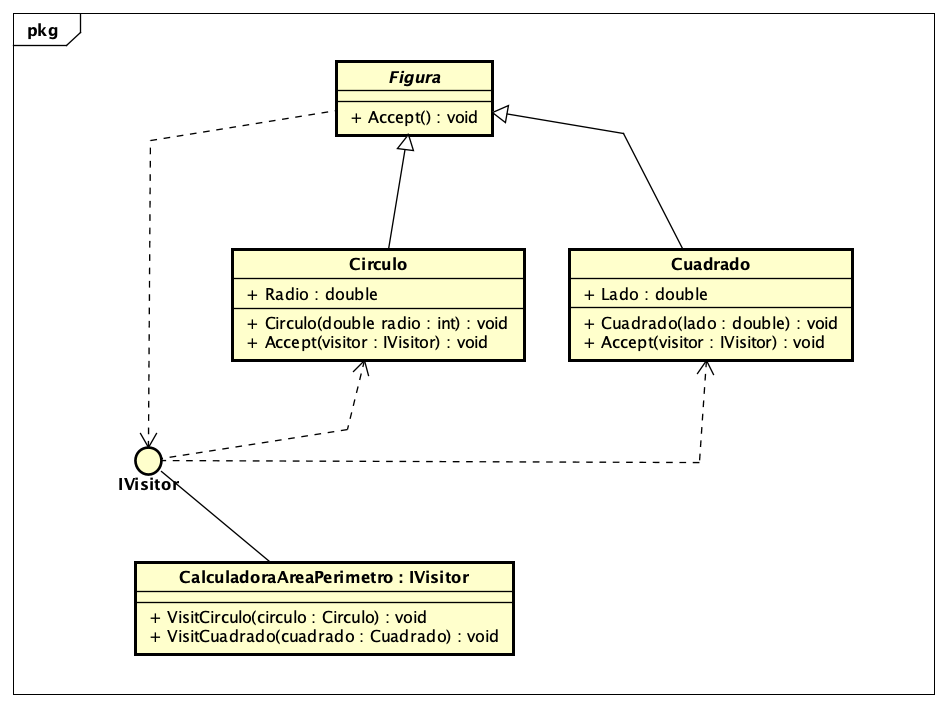 pkg
Figura
+ Accept() : void
Circulo
+ Radio : double
+ Circulo(double radio : int) : void
+ Accept(visitor : IVisitor) : void
Cuadrado
+ Lado : double
+ Cuadrado(lado : double) : void
+ Accept(visitor : IVisitor) : void
IVisitor
CalculadoraAreaPerimetro : IVisitor
+ VisitCirculo(circulo : Circulo) : void
+ VisitCuadrado(cuadrado : Cuadrado) : void